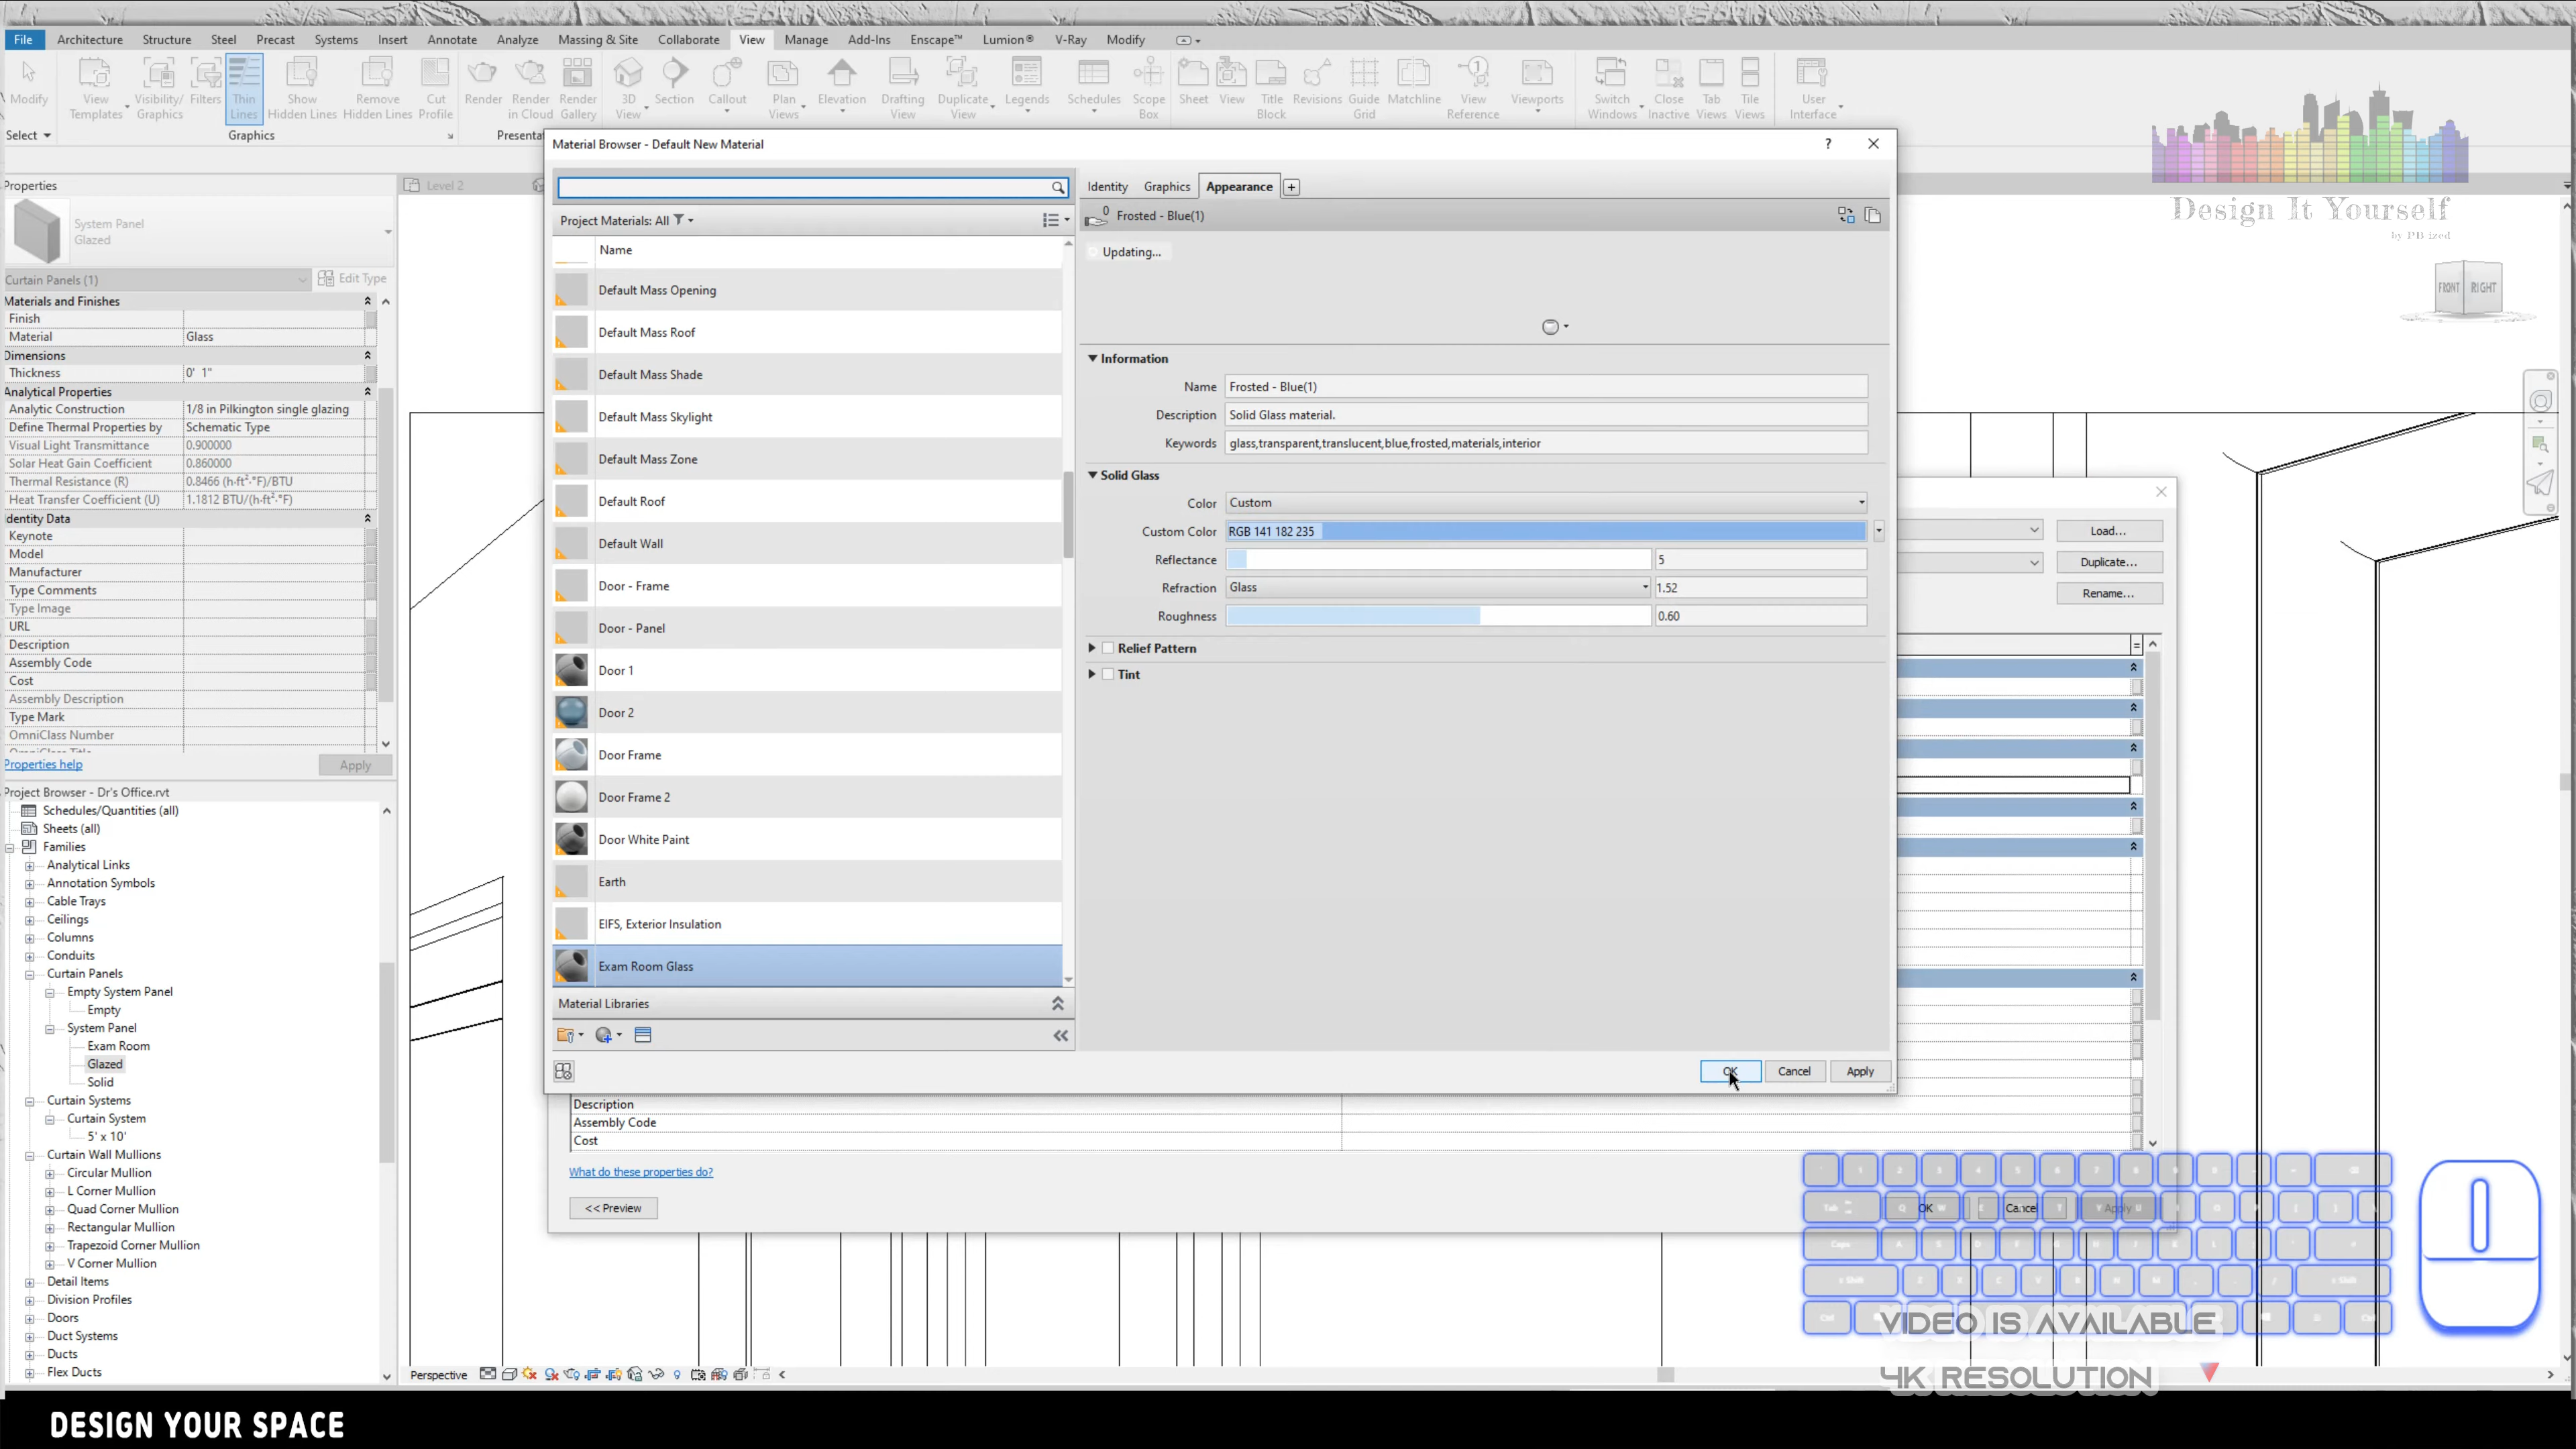 File Architecture Structure Steel Precast Systems Insert Annotate Analyze Massing & Site Collaborate View Manage Add-Ins Enscape™ Lumion® V-Ray Modify
Modify View Templates Visibility/ Graphics Filters Thin Lines Show Hidden Lines Remove Hidden Lines Cut Profile Render Render in Cloud Render Gallery 3D View Section Callout Plan Views Elevation Drafting View Duplicate View Legends Schedules Scope Box Sheet View Title Block Revisions Guide Grid Matchline View Reference Viewports Switch Windows Close Inactive Tab Views Tile Views User Interface
Select Graphics Presentat
Design It Yourself
by PB ized
FRONT RIGHT
Properties
Level 2
System Panel
Glazed
Curtain Panels (1) Edit Type
Materials and Finishes
Finish
Material Glass
Dimensions
Thickness 0' 1"
Analytical Properties
Analytic Construction 1/8 in Pilkington single glazing
Define Thermal Properties by Schematic Type
Visual Light Transmittance 0.900000
Solar Heat Gain Coefficient 0.860000
Thermal Resistance (R) 0.8466 (h·ft²·°F)/BTU
Heat Transfer Coefficient (U) 1.1812 BTU/(h·ft²·°F)
Identity Data
Keynote
Model
Manufacturer
Type Comments
Type Image
URL
Description
Assembly Code
Cost
Assembly Description
Type Mark
OmniClass Number
OmniClass Title
Properties help Apply
Project Browser - Dr's Office.rvt
Schedules/Quantities (all)
Sheets (all)
Families
Analytical Links
Annotation Symbols
Cable Trays
Ceilings
Columns
Conduits
Curtain Panels
Empty System Panel
Empty
System Panel
Exam Room
Glazed
Solid
Curtain Systems
Curtain System
5' x 10'
Curtain Wall Mullions
Circular Mullion
L Corner Mullion
Quad Corner Mullion
Rectangular Mullion
Trapezoid Corner Mullion
V Corner Mullion
Detail Items
Division Profiles
Doors
Duct Systems
Ducts
Flex Ducts
Material Browser - Default New Material
Project Materials: All
Name
Default Mass Opening
Default Mass Roof
Default Mass Shade
Default Mass Skylight
Default Mass Zone
Default Roof
Default Wall
Door - Frame
Door - Panel
Door 1
Door 2
Door Frame
Door Frame 2
Door White Paint
Earth
EIFS, Exterior Insulation
Exam Room Glass
Material Libraries
Identity Graphics Appearance
0 Frosted - Blue(1)
Updating...
Information
Name Frosted - Blue(1)
Description Solid Glass material.
Keywords glass,transparent,translucent,blue,frosted,materials,interior
Solid Glass
Color Custom
Custom Color RGB 141 182 235
Reflectance 5
Refraction Glass 1.52
Roughness 0.60
Relief Pattern
Tint
OK Cancel Apply
Load...
Duplicate...
Rename...
=
Description
Assembly Code
Cost
What do these properties do?
<< Preview OK Cancel Apply
Perspective
VIDEO IS AVAILABLE
4K RESOLUTION
DESIGN YOUR SPACE